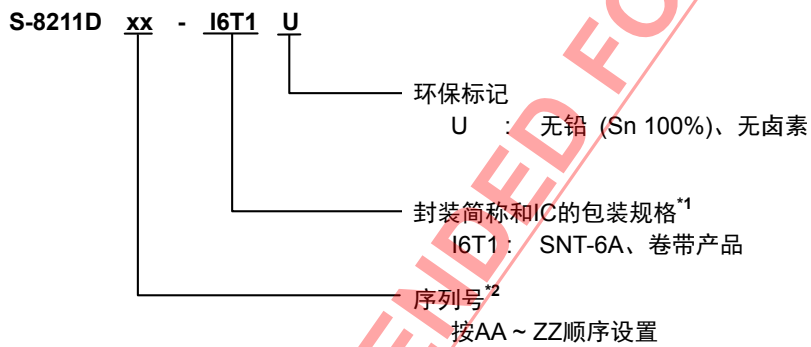 S-8211D xx - I6T1 U
环保标记
U : 无铅 (Sn 100%)、无卤素
封装简称和IC的包装规格*1
I6T1 : SNT-6A、卷带产品
序列号*2
按AA ~ ZZ顺序设置
ENDED FO